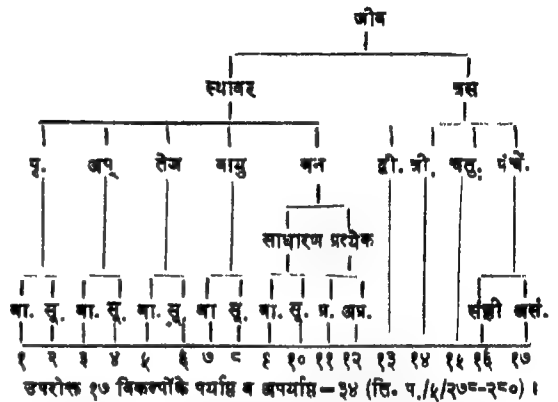 जीव
स्थावर त्रस
पृ. अप् तेज वायु वन द्वी. त्री. चतु. पंचें.
साधारण प्रत्येक
बा. सू. बा. सू. बा. सू. बा सू. बा. सू. प्र. अप्र. संज्ञी असं.
१ २ ३ ४ ५ ६ ७ ८ ९ १० ११ १२ १३ १४ १५ १६ १७
उपरोक्त १७ विकल्पोंके पर्याप्त व अपर्याप्त = ३४ (ति. प./५/२७८-२८०) ।